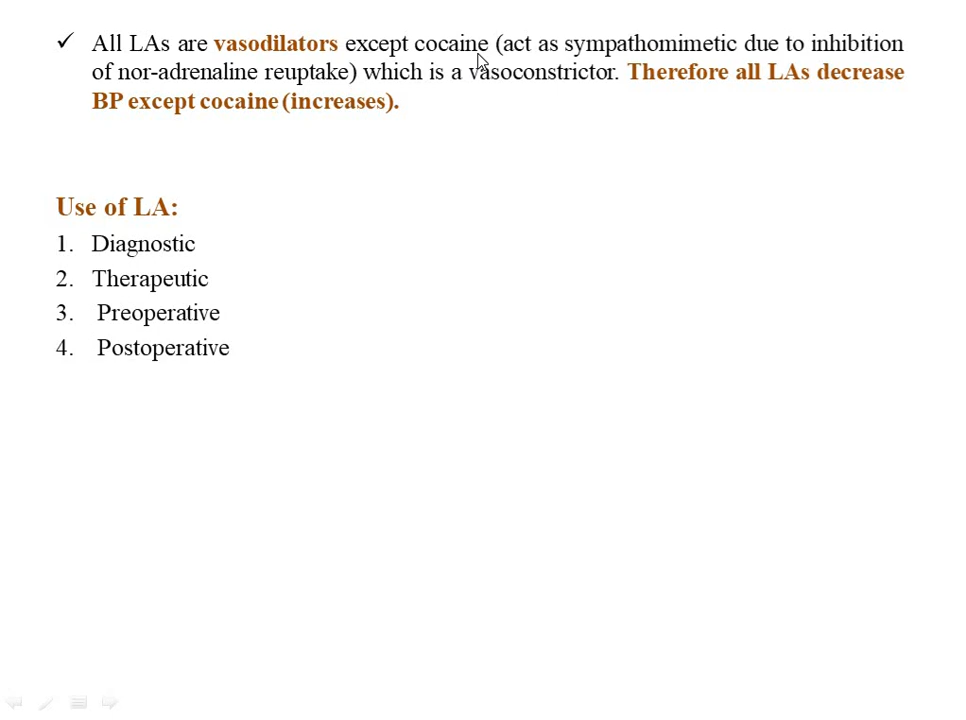 ✓ All LAs are vasodilators except cocaine (act as sympathomimetic due to inhibition
of nor-adrenaline reuptake) which is a vasoconstrictor. Therefore all LAs decrease
BP except cocaine (increases).
Use of LA:
1. Diagnostic
2. Therapeutic
3. Preoperative
4. Postoperative